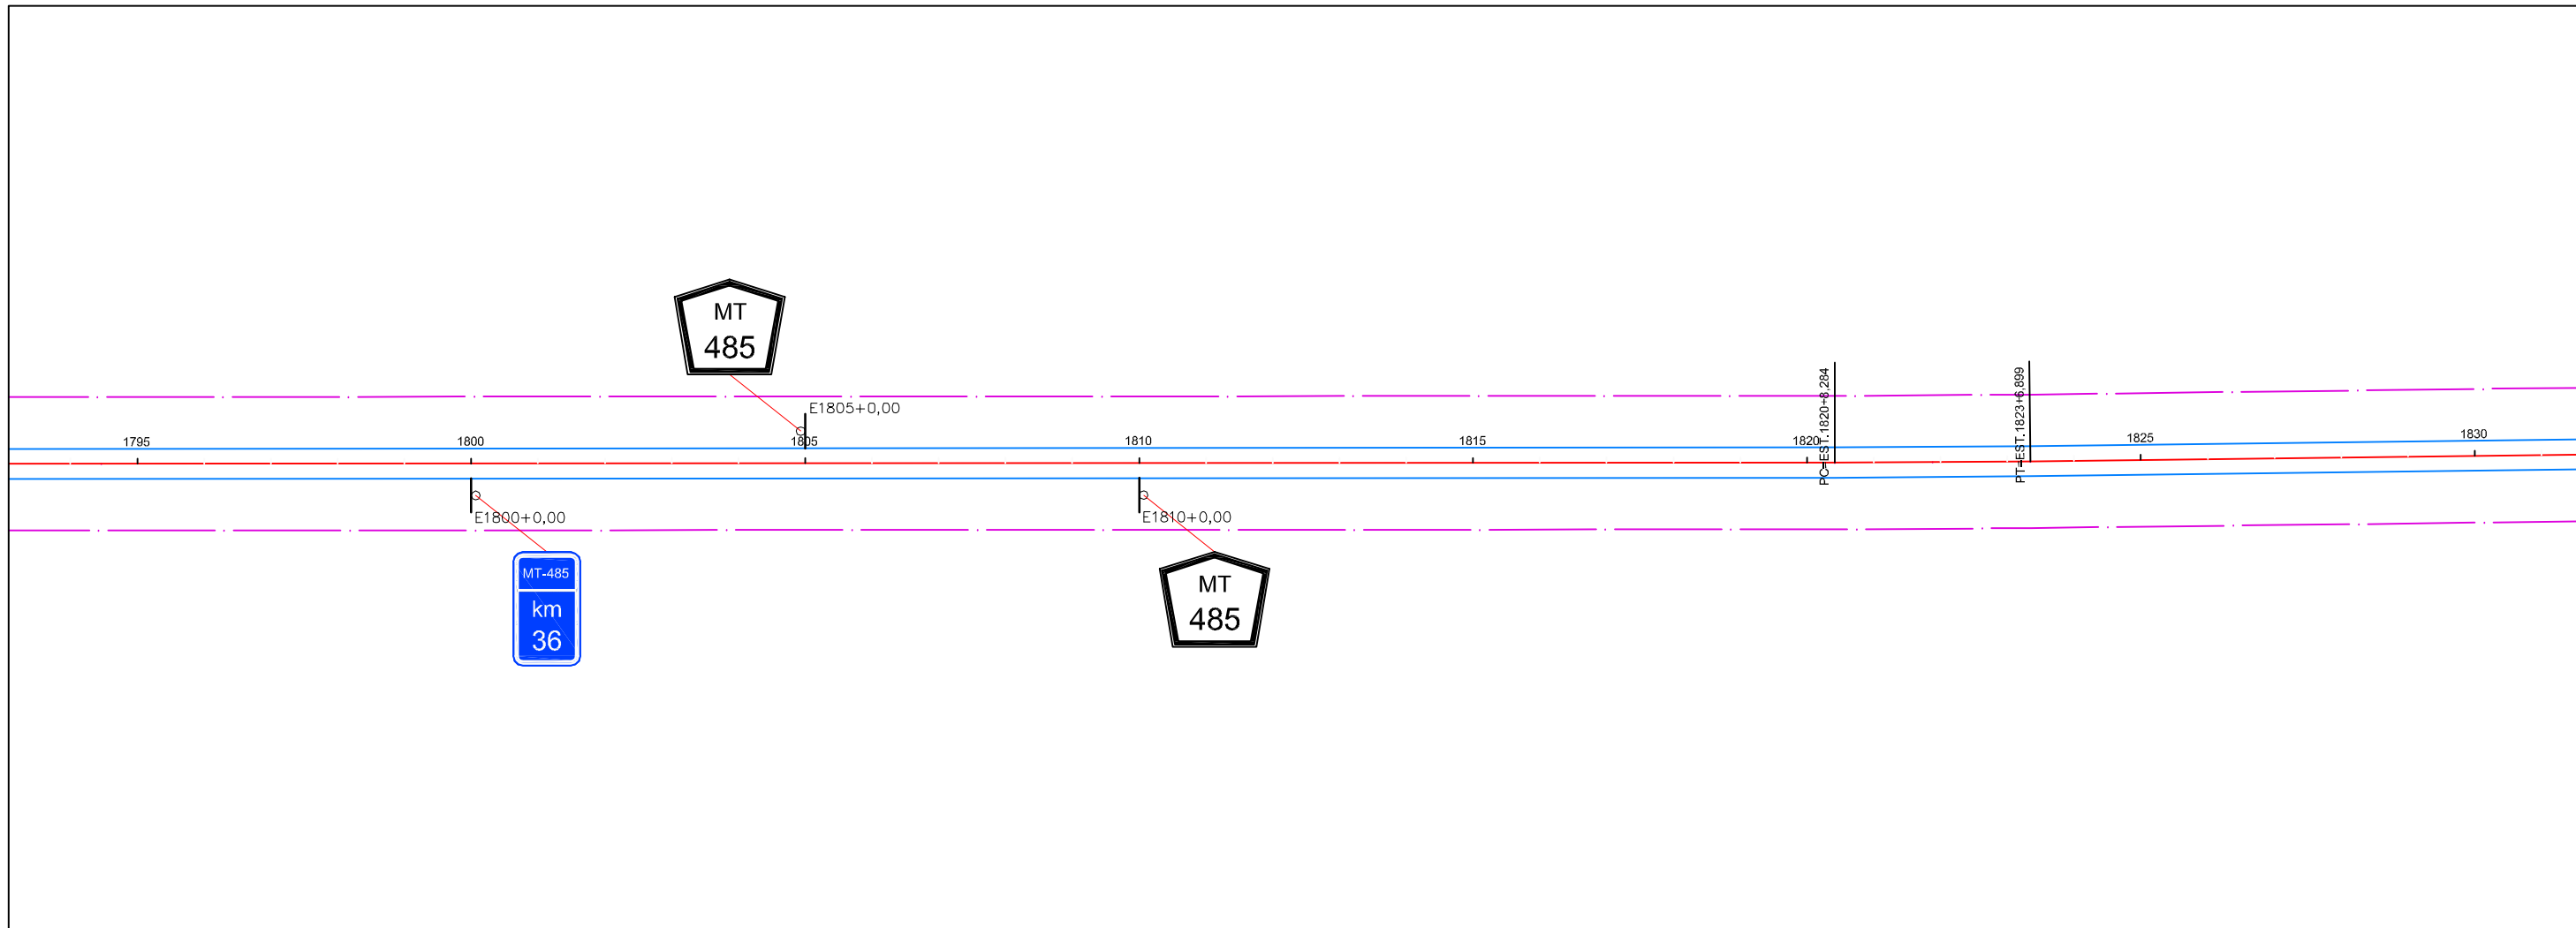 MT
485
E1805+0,00
1795
1800
1805
1810
1815
1820
PC=EST.1820+8,284
PT=EST.1823+6,899
1825
1830
E1800+0,00
E1810+0,00
MT-485
km
36
MT
485